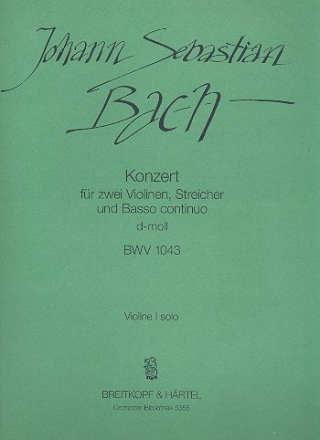 Johann Sebastian
Bach
Konzert
für zwei Violinen, Streicher
und Basso continuo
d-moll
BWV 1043
Violine I solo
BREITKOPF & HÄRTEL
Orchester-Bibliothek 5356